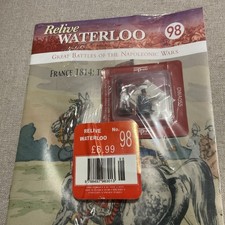 Relive
WATERLOO
98
GREAT BATTLES OF THE NAPOLEONIC WARS
FRANCE 1814:
RELIVE
WATERLOO
No
98
£6,99